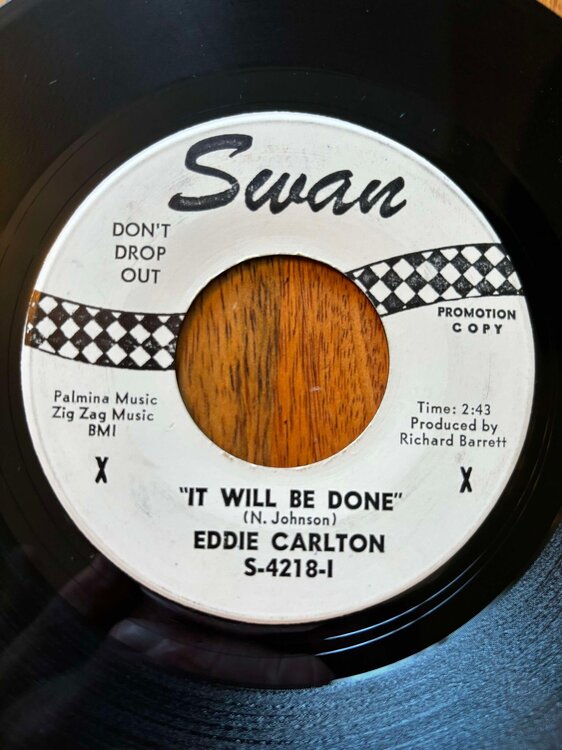 Swan
DON'T
DROP
OUT
PROMOTION
COPY
Palmina Music
Zig Zag Music
BMI
X
Time: 2:43
Produced by
Richard Barrett
X
"IT WILL BE DONE"
(N. Johnson)
EDDIE CARLTON
S-4218-I